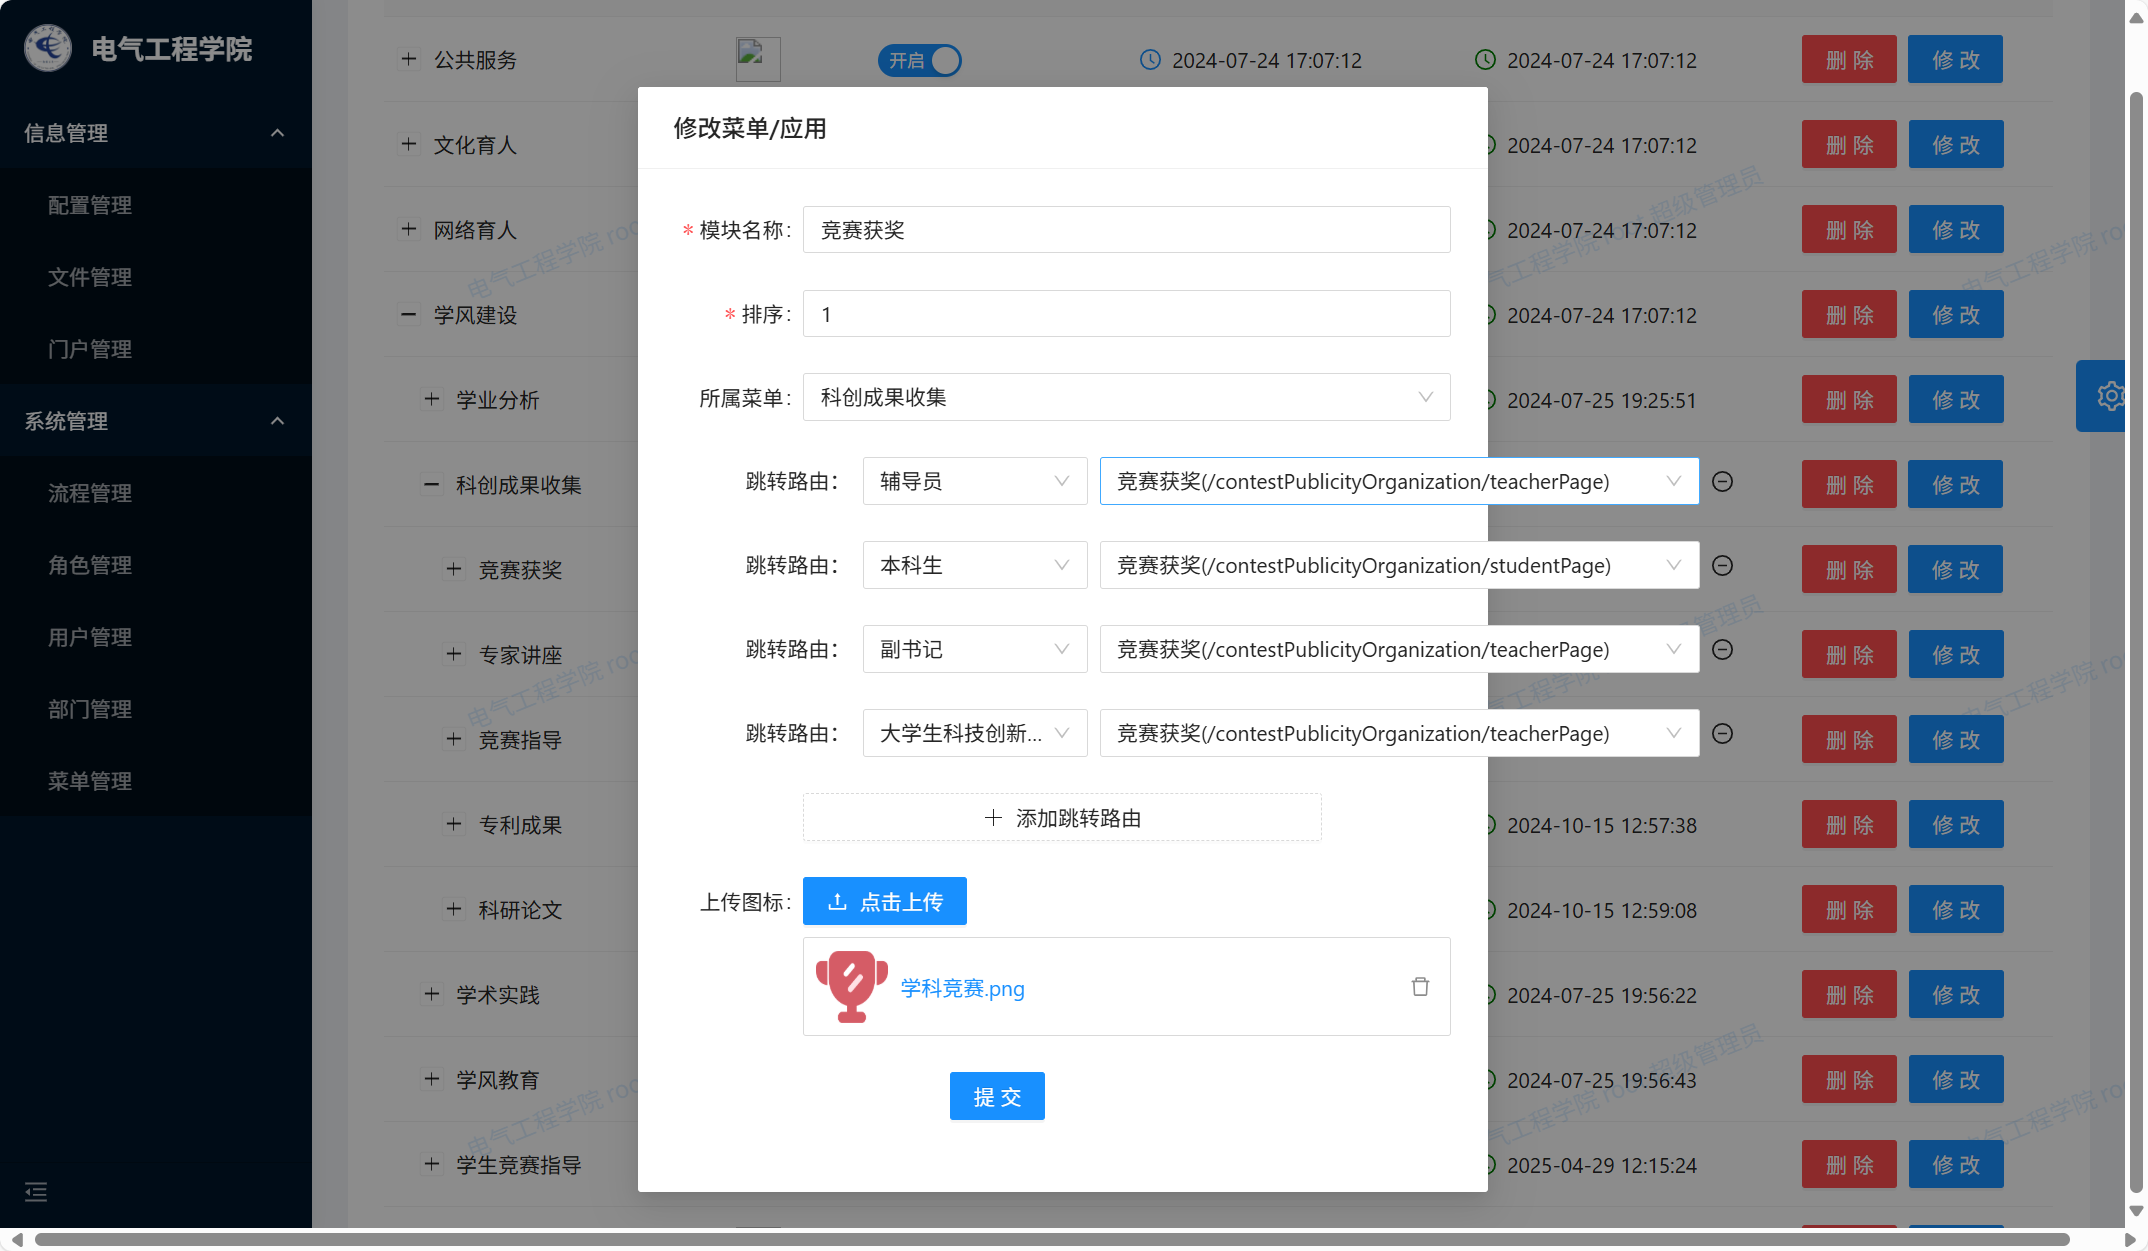 电气工程学院
信息管理
配置管理
文件管理
门户管理
系统管理
流程管理
角色管理
用户管理
部门管理
菜单管理
公共服务 开启 2024-07-24 17:07:12 2024-07-24 17:07:12 删 除 修 改
文化育人 2024-07-24 17:07:12 删 除 修 改
网络育人 2024-07-24 17:07:12 删 除 修 改
学风建设 2024-07-24 17:07:12 删 除 修 改
学业分析 2024-07-25 19:25:51 删 除 修 改
科创成果收集 删 除 修 改
竞赛获奖 删 除 修 改
专家讲座 删 除 修 改
竞赛指导 删 除 修 改
专利成果 2024-10-15 12:57:38 删 除 修 改
科研论文 2024-10-15 12:59:08 删 除 修 改
学术实践 2024-07-25 19:56:22 删 除 修 改
学风教育 2024-07-25 19:56:43 删 除 修 改
学生竞赛指导 2025-04-29 12:15:24 删 除 修 改
修改菜单/应用
* 模块名称: 竞赛获奖
* 排序: 1
所属菜单: 科创成果收集
跳转路由: 辅导员 竞赛获奖(/contestPublicityOrganization/teacherPage)
跳转路由: 本科生 竞赛获奖(/contestPublicityOrganization/studentPage)
跳转路由: 副书记 竞赛获奖(/contestPublicityOrganization/teacherPage)
跳转路由: 大学生科技创新... 竞赛获奖(/contestPublicityOrganization/teacherPage)
添加跳转路由
上传图标: 点击上传
学科竞赛.png
提 交